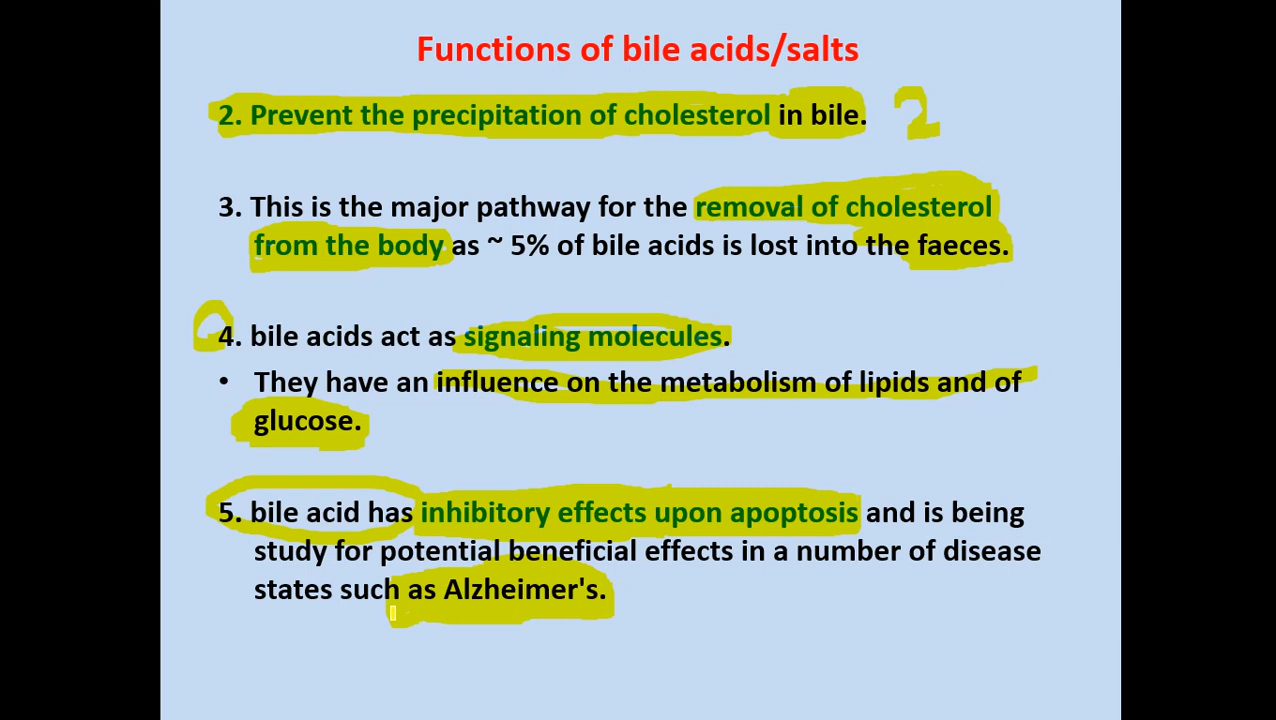 Functions of bile acids/salts
2. Prevent the precipitation of cholesterol in bile. 2
3. This is the major pathway for the removal of cholesterol
from the body as ~ 5% of bile acids is lost into the faeces.
4. bile acids act as signaling molecules.
• They have an influence on the metabolism of lipids and of
glucose.
5. bile acid has inhibitory effects upon apoptosis and is being
study for potential beneficial effects in a number of disease
states such as Alzheimer's.